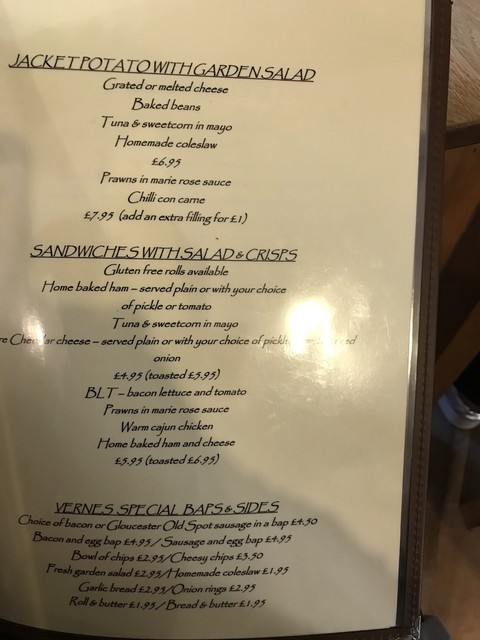 JACKET POTATO WITH GARDEN SALAD
Grated or melted cheese
Baked beans
Tuna & sweetcorn in mayo
Homemade coleslaw
£6.95
Prawns in marie rose sauce
Chilli con carne
£7.95 (add an extra filling for £1)
SANDWICHES WITH SALAD & CRISPS
Gluten free rolls available
Home baked ham – served plain or with your choice
of pickle or tomato
Tuna & sweetcorn in mayo
cheese – served plain or with your choice of
onion
£4.95 (toasted £5.95)
BLT – bacon lettuce and tomato
Prawns in marie rose sauce
Warm cajun chicken
Home baked ham and cheese
£5.95 (toasted £6.95)
VERNES SPECIAL BAPS & SIDES
Choice of bacon or Gloucester Old Spot sausage in a bap £4.50
Bacon and egg bap £4.95 / Sausage and egg bap £4.95
Bowl of chips £2.95/Cheesy chips £3.50
Fresh garden salad £2.95/Homemade coleslaw £1.95
Garlic bread £2.95/Onion rings £2.95
Roll & butter £1.95 / Bread & butter £1.95